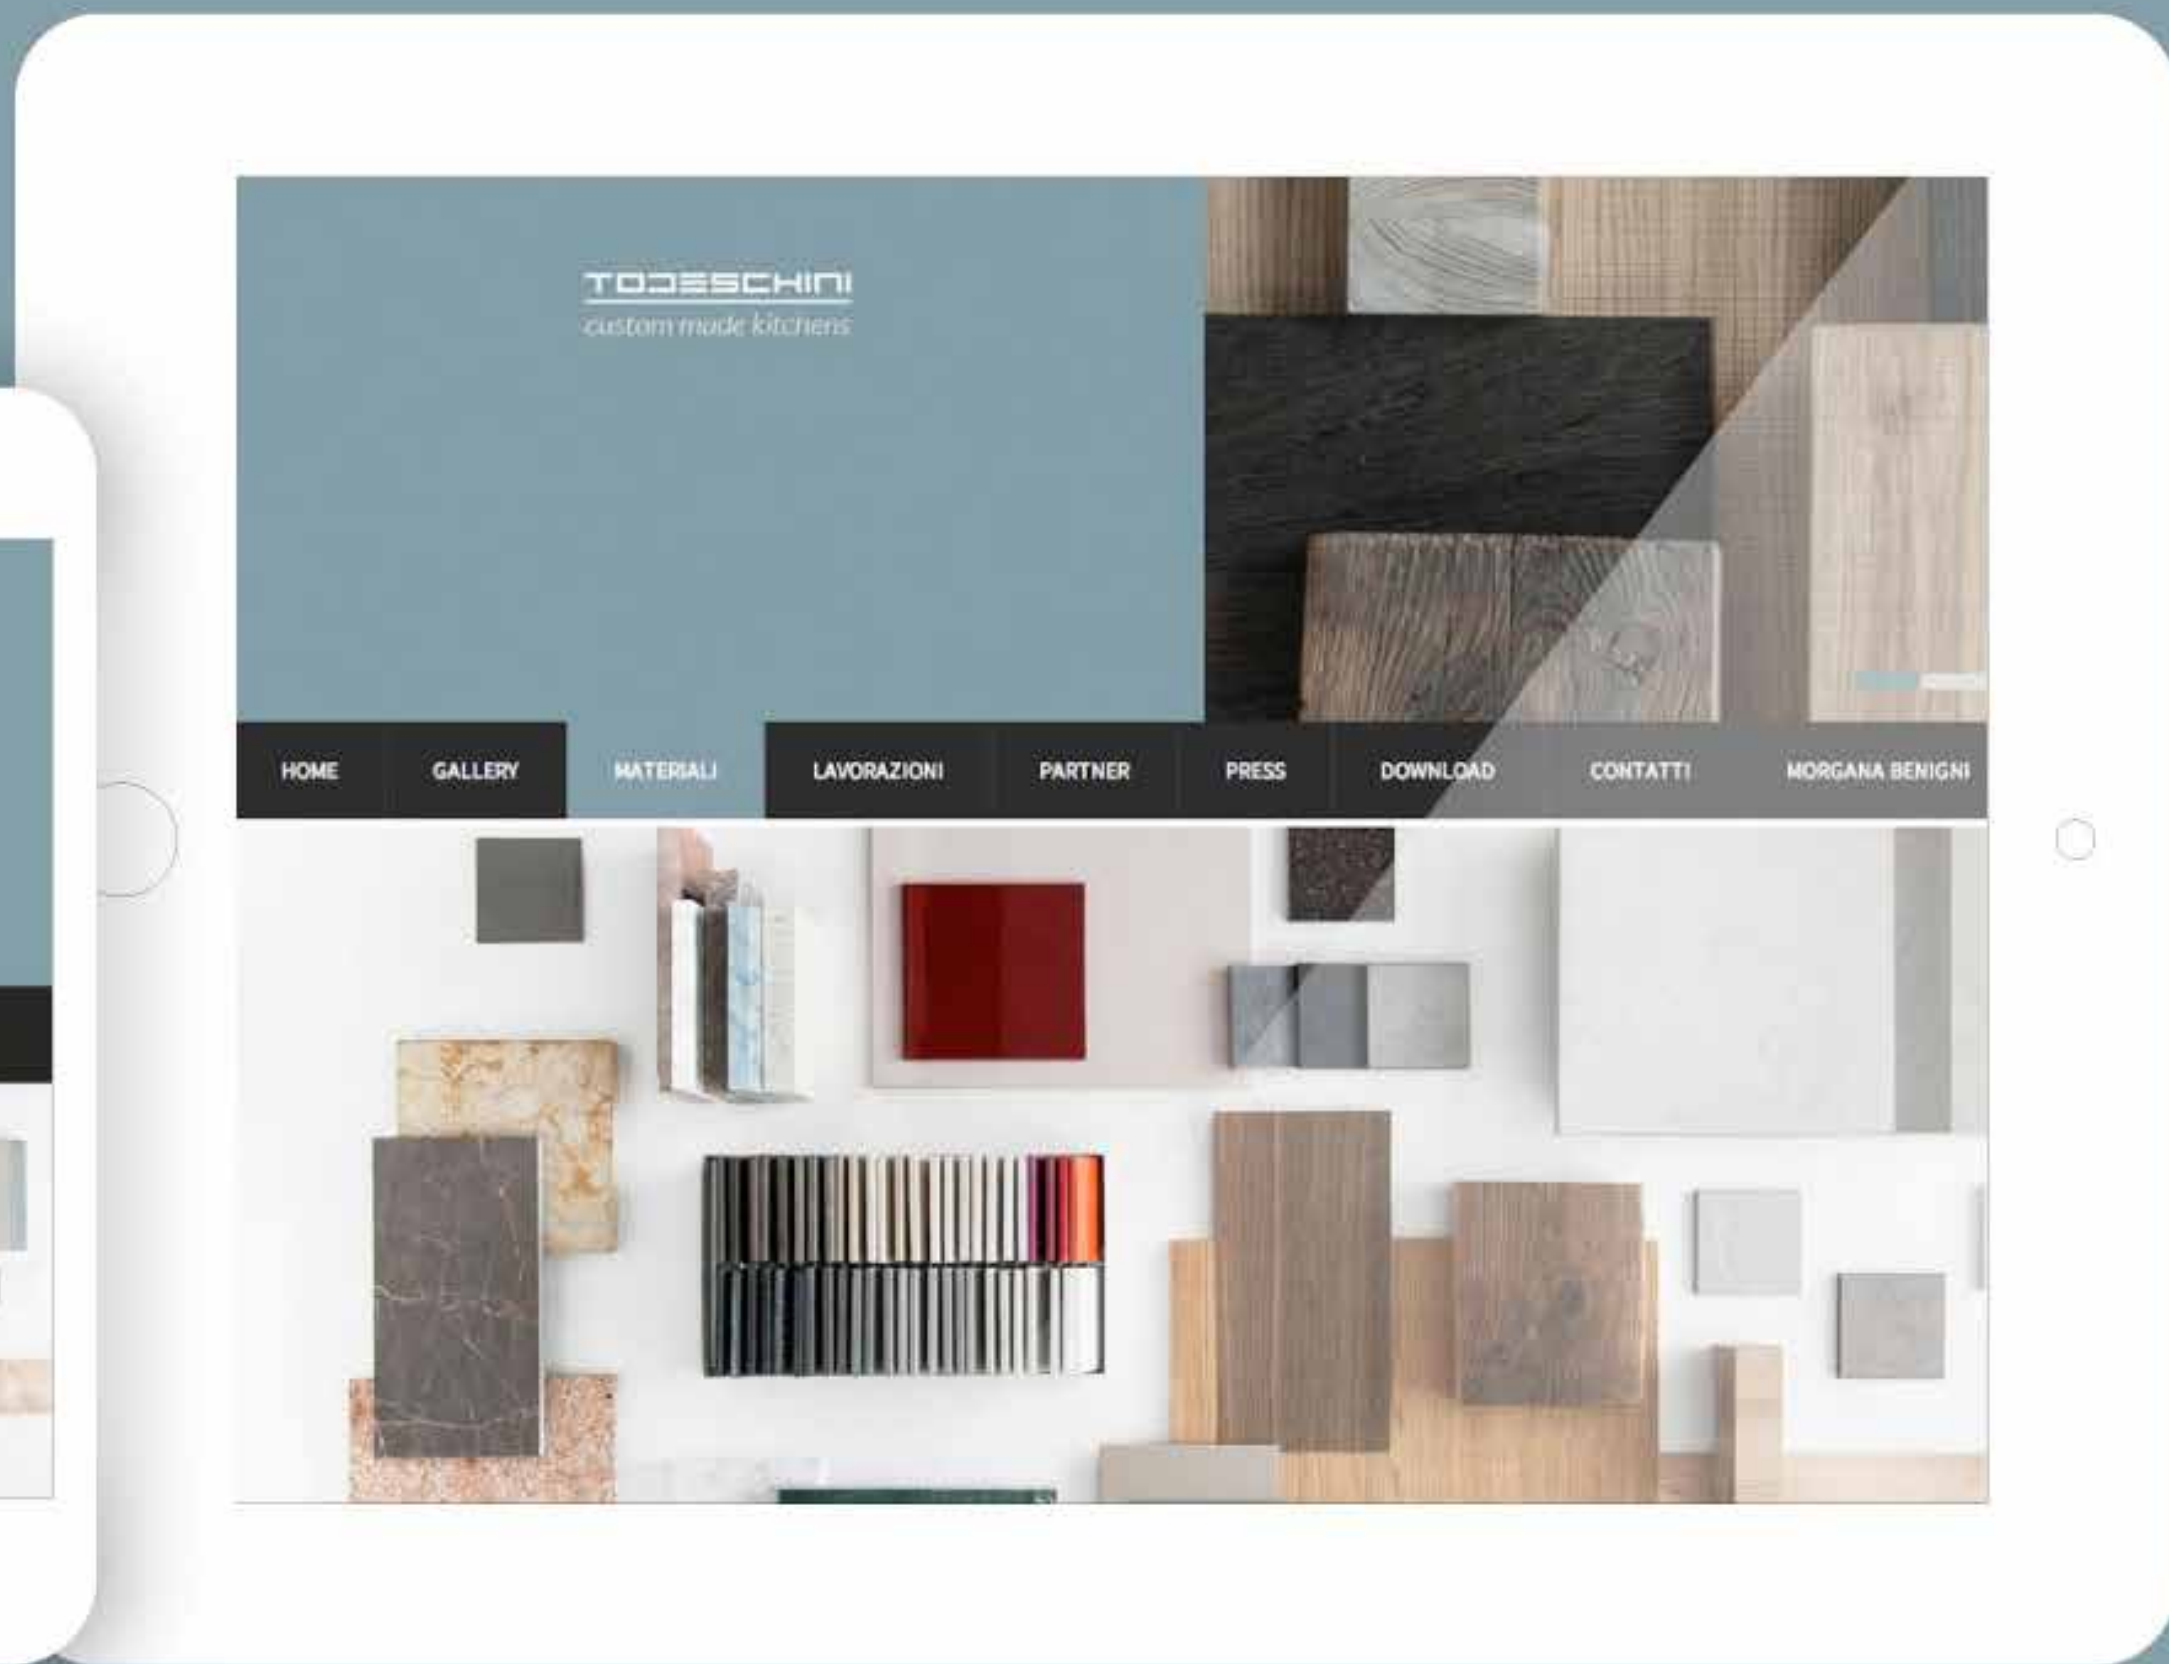 TODESCHINI
custom made kitchens
HOME GALLERY MATERIALI LAVORAZIONI PARTNER PRESS DOWNLOAD CONTATTI MORGANA BENIGNI